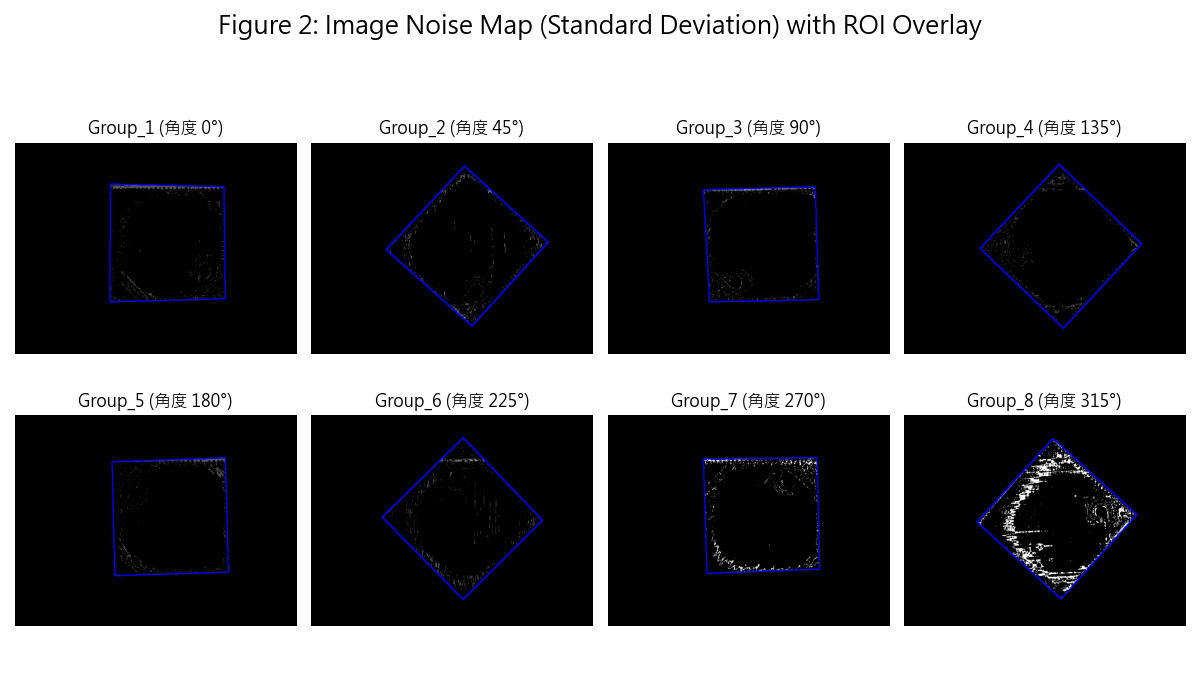 Figure 2: Image Noise Map (Standard Deviation) with ROI Overlay
Group_1 (角度 0°)
Group_2 (角度 45°)
Group_3 (角度 90°)
Group_4 (角度 135°)
Group_5 (角度 180°)
Group_6 (角度 225°)
Group_7 (角度 270°)
Group_8 (角度 315°)